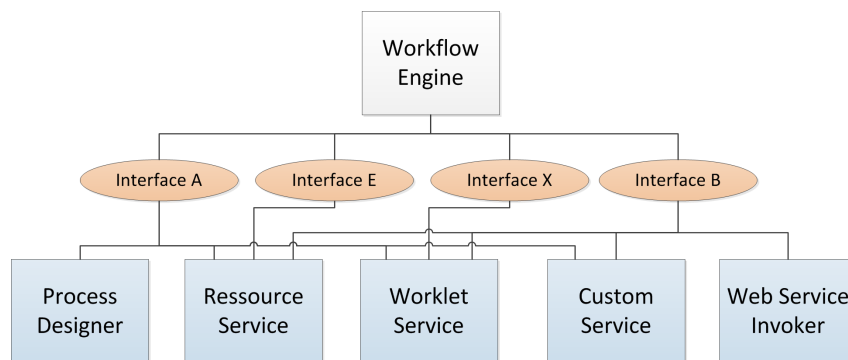 Workflow
Engine
Interface A
Interface E
Interface X
Interface B
Process
Designer
Ressource
Service
Worklet
Service
Custom
Service
Web Service
Invoker